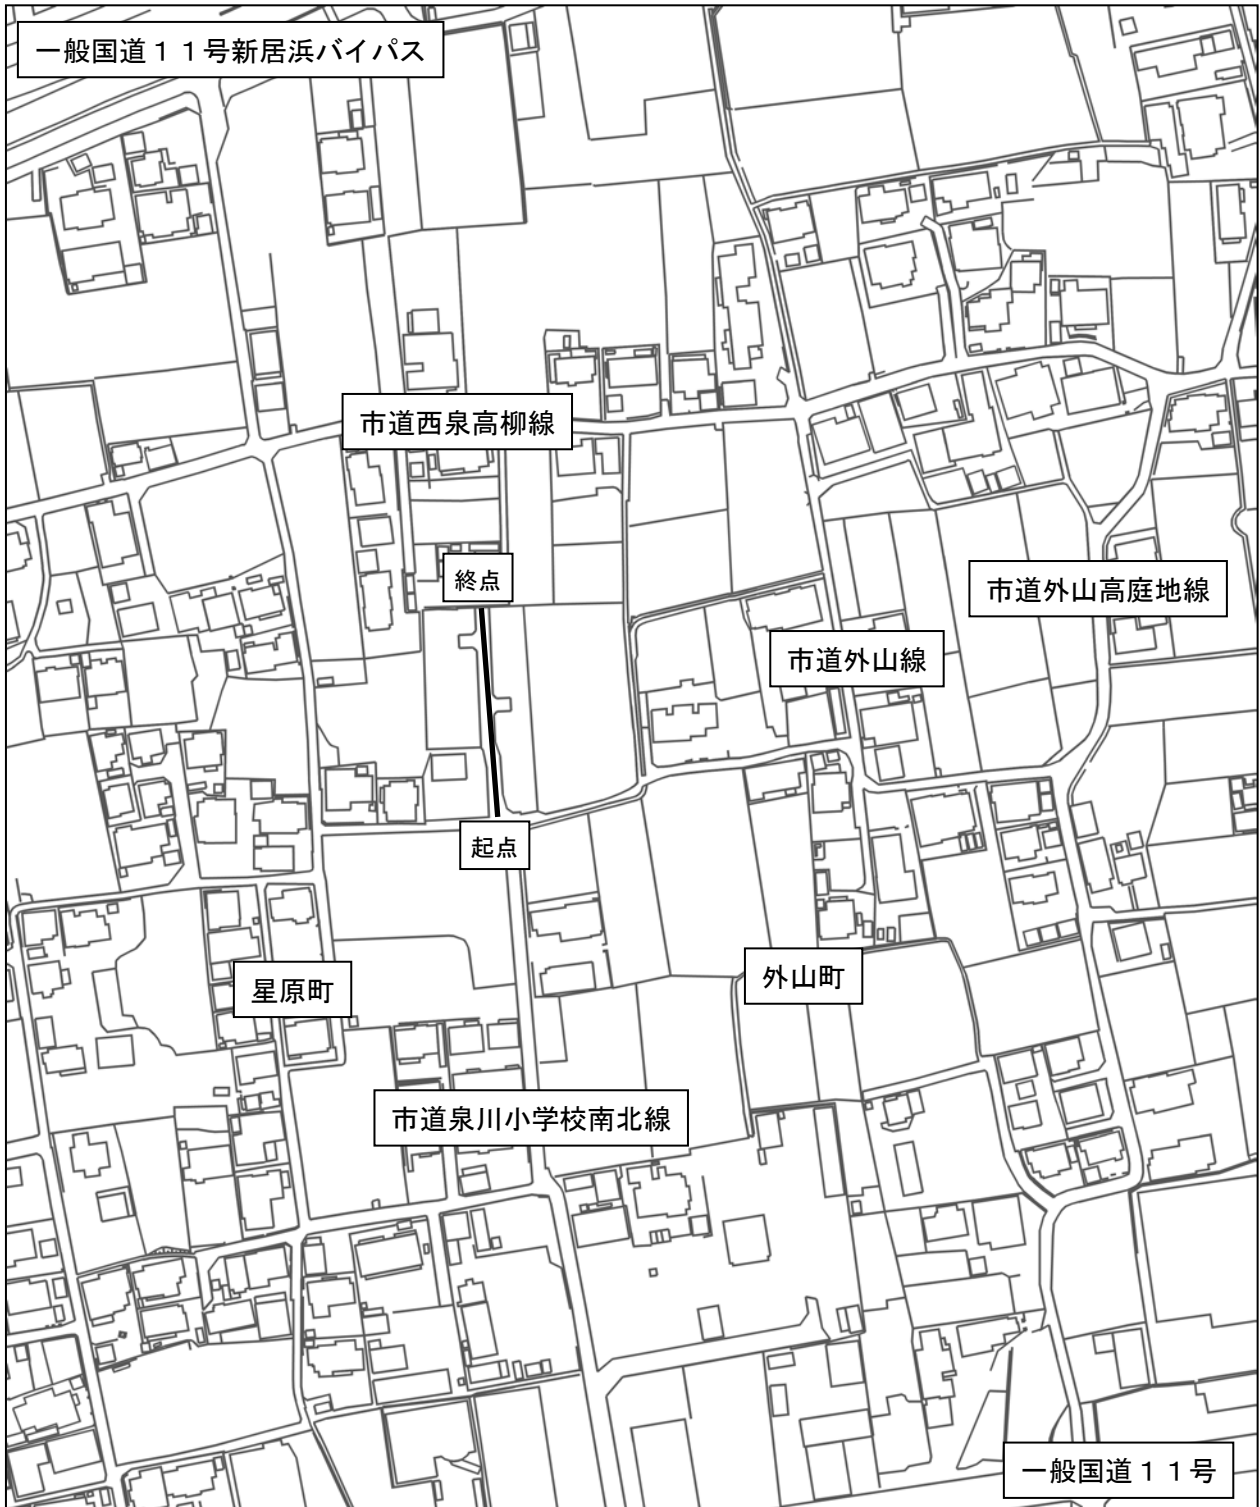 一般国道１１号新居浜バイパス
市道西泉高柳線
終点
市道外山高庭地線
市道外山線
起点
星原町
外山町
市道泉川小学校南北線
一般国道１１号